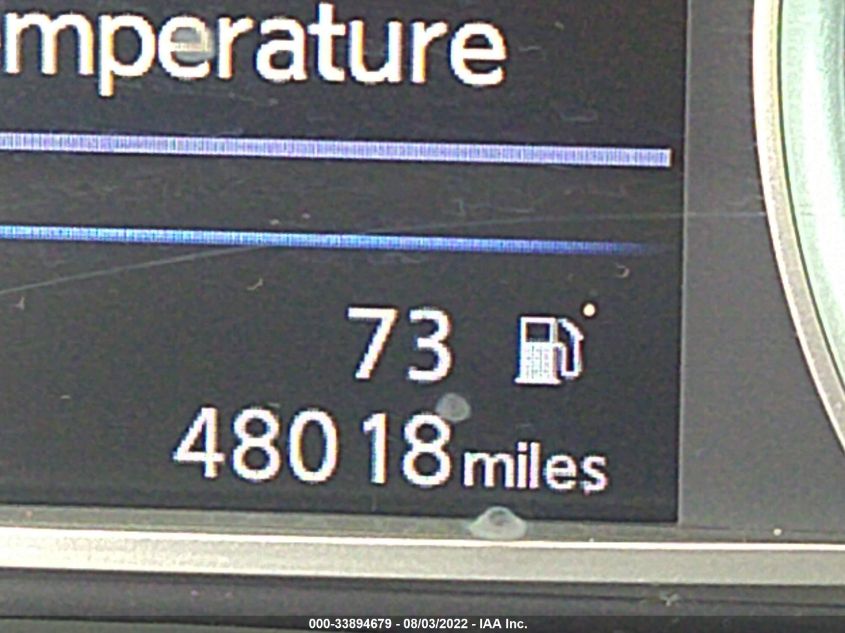 mperature
73
48018 miles
000-33894679 - 08/03/2022 - IAA Inc.